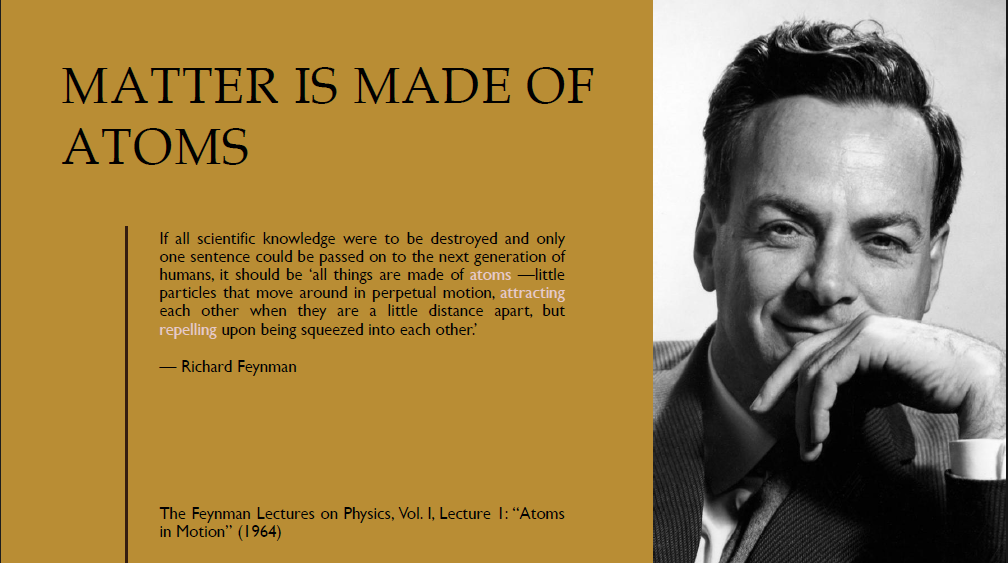 MATTER IS MADE OF
ATOMS
If all scientific knowledge were to be destroyed and only
one sentence could be passed on to the next generation of
humans, it should be ‘all things are made of atoms —little
particles that move around in perpetual motion, attracting
each other when they are a little distance apart, but
repelling upon being squeezed into each other.’
— Richard Feynman
The Feynman Lectures on Physics, Vol. I, Lecture 1: “Atoms
in Motion” (1964)